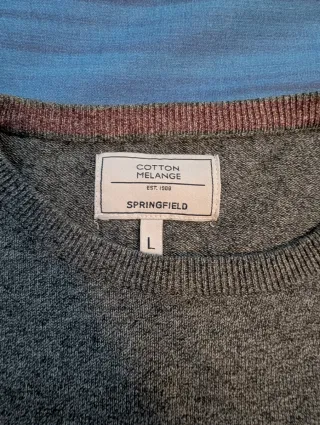 COTTON
MELANGE
EST. 1988
SPRINGFIELD
L